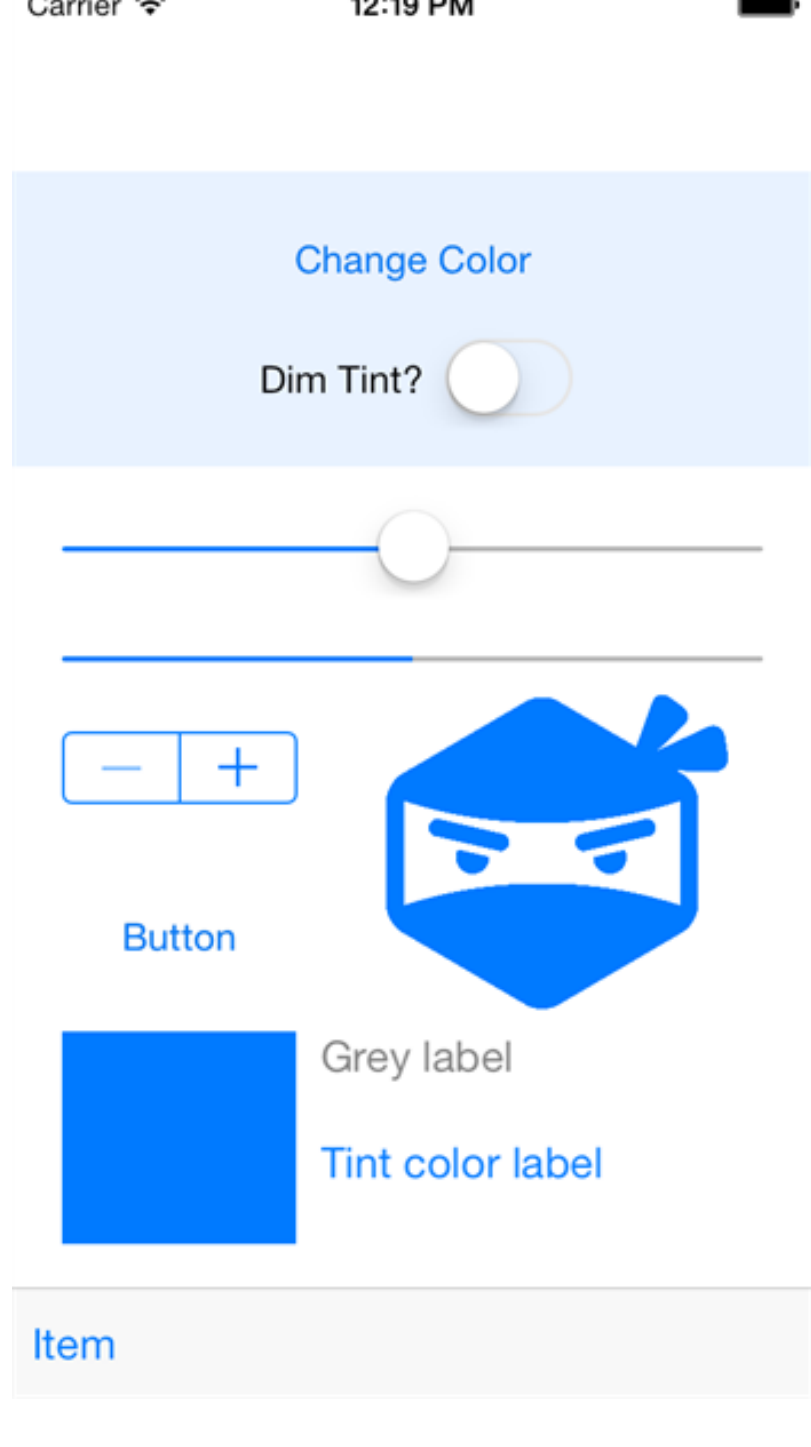 Carrier 12:19 PM
Change Color
Dim Tint?
Button
Grey label
Tint color label
Item